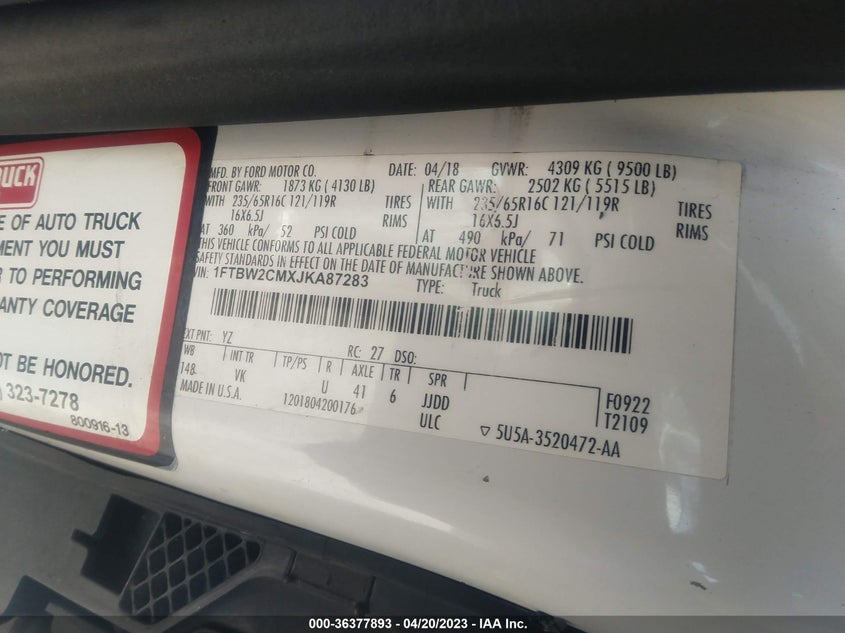 UCK
E OF AUTO TRUCK
MENT YOU MUST
R TO PERFORMING
ANTY COVERAGE
OT BE HONORED.
) 323-7278
800916-13
MFD. BY FORD MOTOR CO. DATE: 04/18 GVWR: 4309 KG ( 9500 LB)
FRONT GAWR: 1873 KG ( 4130 LB) REAR GAWR: 2502 KG ( 5515 LB)
WITH 235/65R16C 121/119R TIRES WITH 235/65R16C 121/119R TIRES
16X6.5J RIMS 16X6.5J RIMS
AT 360 kPa/ 52 PSI COLD AT 490 kPa/ 71 PSI COLD
THIS VEHICLE CONFORMS TO ALL APPLICABLE FEDERAL MOTOR VEHICLE
SAFETY STANDARDS IN EFFECT ON THE DATE OF MANUFACTURE SHOWN ABOVE.
VIN: 1FTBW2CMXJKA87283 TYPE: Truck
EXT PNT: YZ RC: 27 DSO:
WB INT TR TP/PS R AXLE TR SPR
148 VK U 41 6 JJDD F0922
MADE IN U.S.A. 1201804200176 ULC T2109
▽ 5U5A-3520472-AA
000-36377893 - 04/20/2023 - IAA Inc.